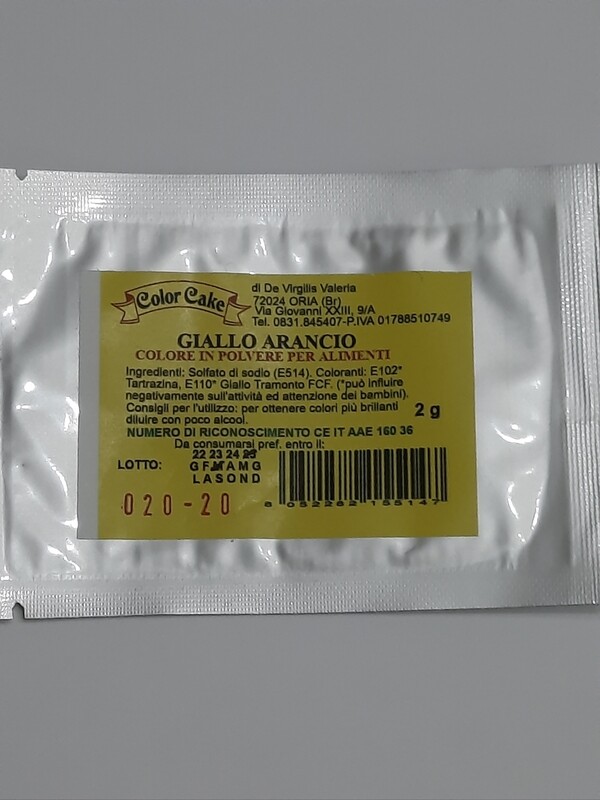 Color Cake
di De Virgilis Valeria
72024 ORIA (Br)
Via Giovanni XXIII, 9/A
Tel. 0831.845407-P.IVA 01788510749
GIALLO ARANCIO
COLORE IN POLVERE PER ALIMENTI
Ingredienti: Solfato di sodio (E514). Coloranti: E102*
Tartrazina, E110* Giallo Tramonto FCF. (*può influire
negativamente sull'attività ed attenzione dei bambini).
Consigli per l'utilizzo: per ottenere colori più brillanti
diluire con poco alcool.
2 g
NUMERO DI RICONOSCIMENTO CE IT AAE 160 36
Da consumarsi pref. entro il:
22 23 24 25
LOTTO: G F M A M G
L A S O N D
020-20
8 052282 155147